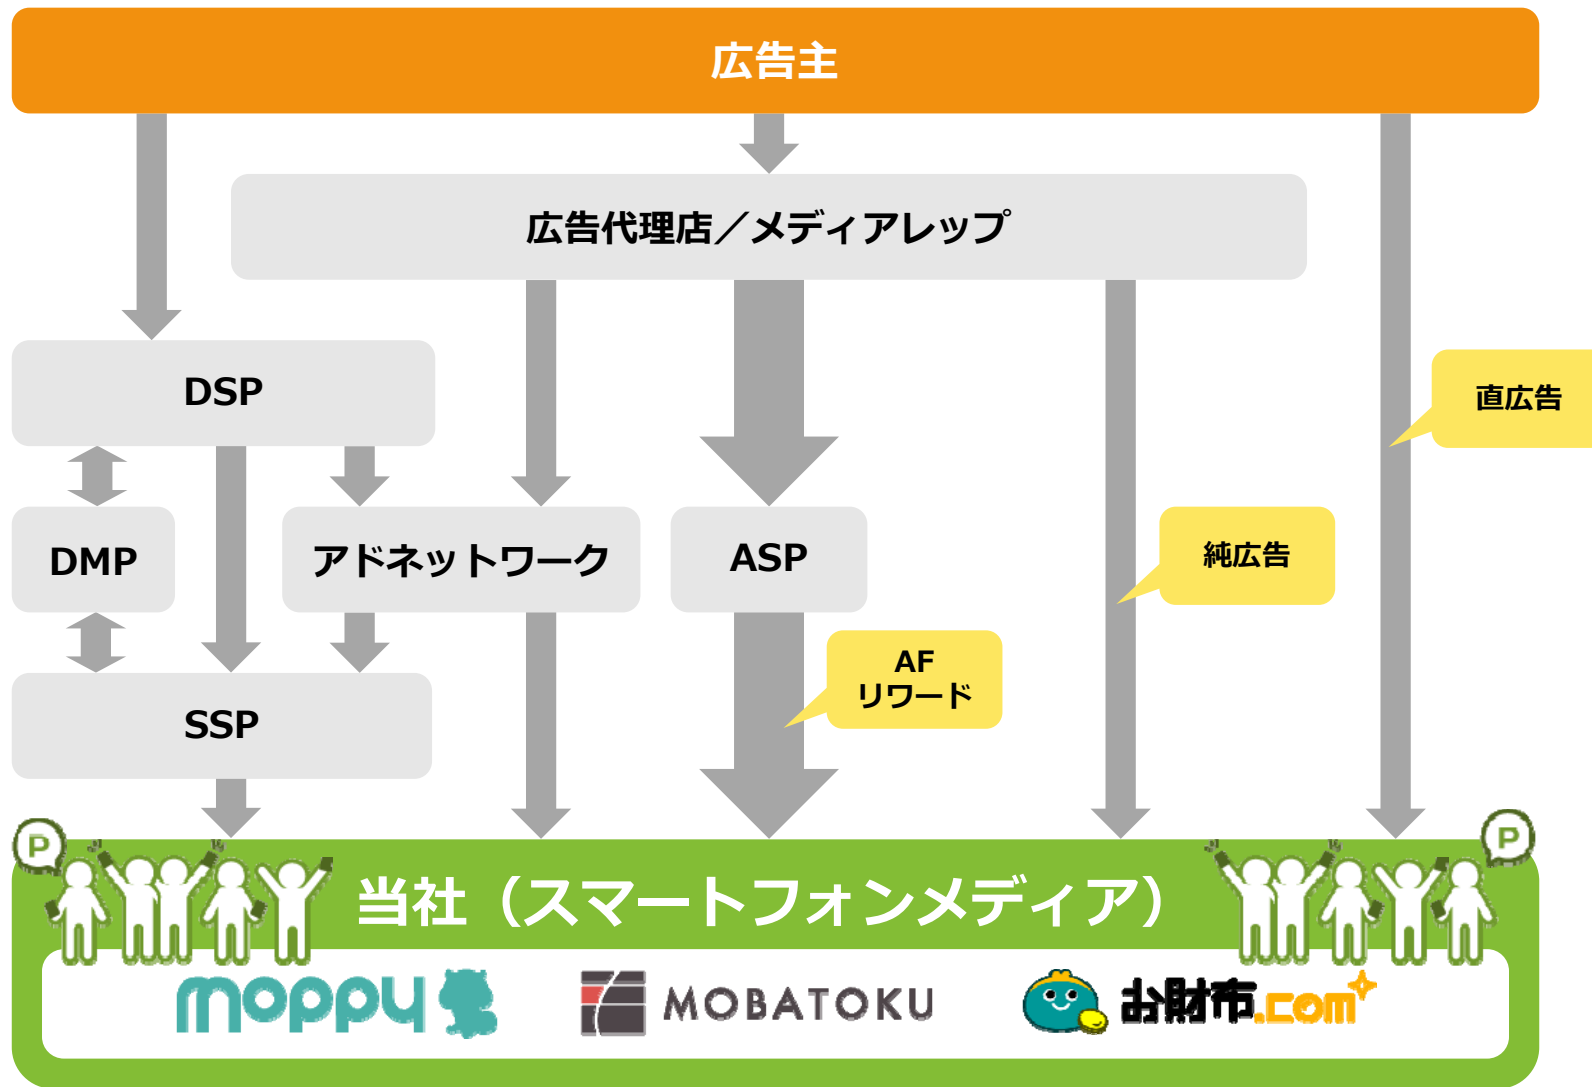 広告主
広告代理店／メディアレップ
DSP
直広告
DMP
アドネットワーク
ASP
純広告
AF
リワード
SSP
P
P
当社（スマートフォンメディア）
moppy
MOBATOKU
お財布.com